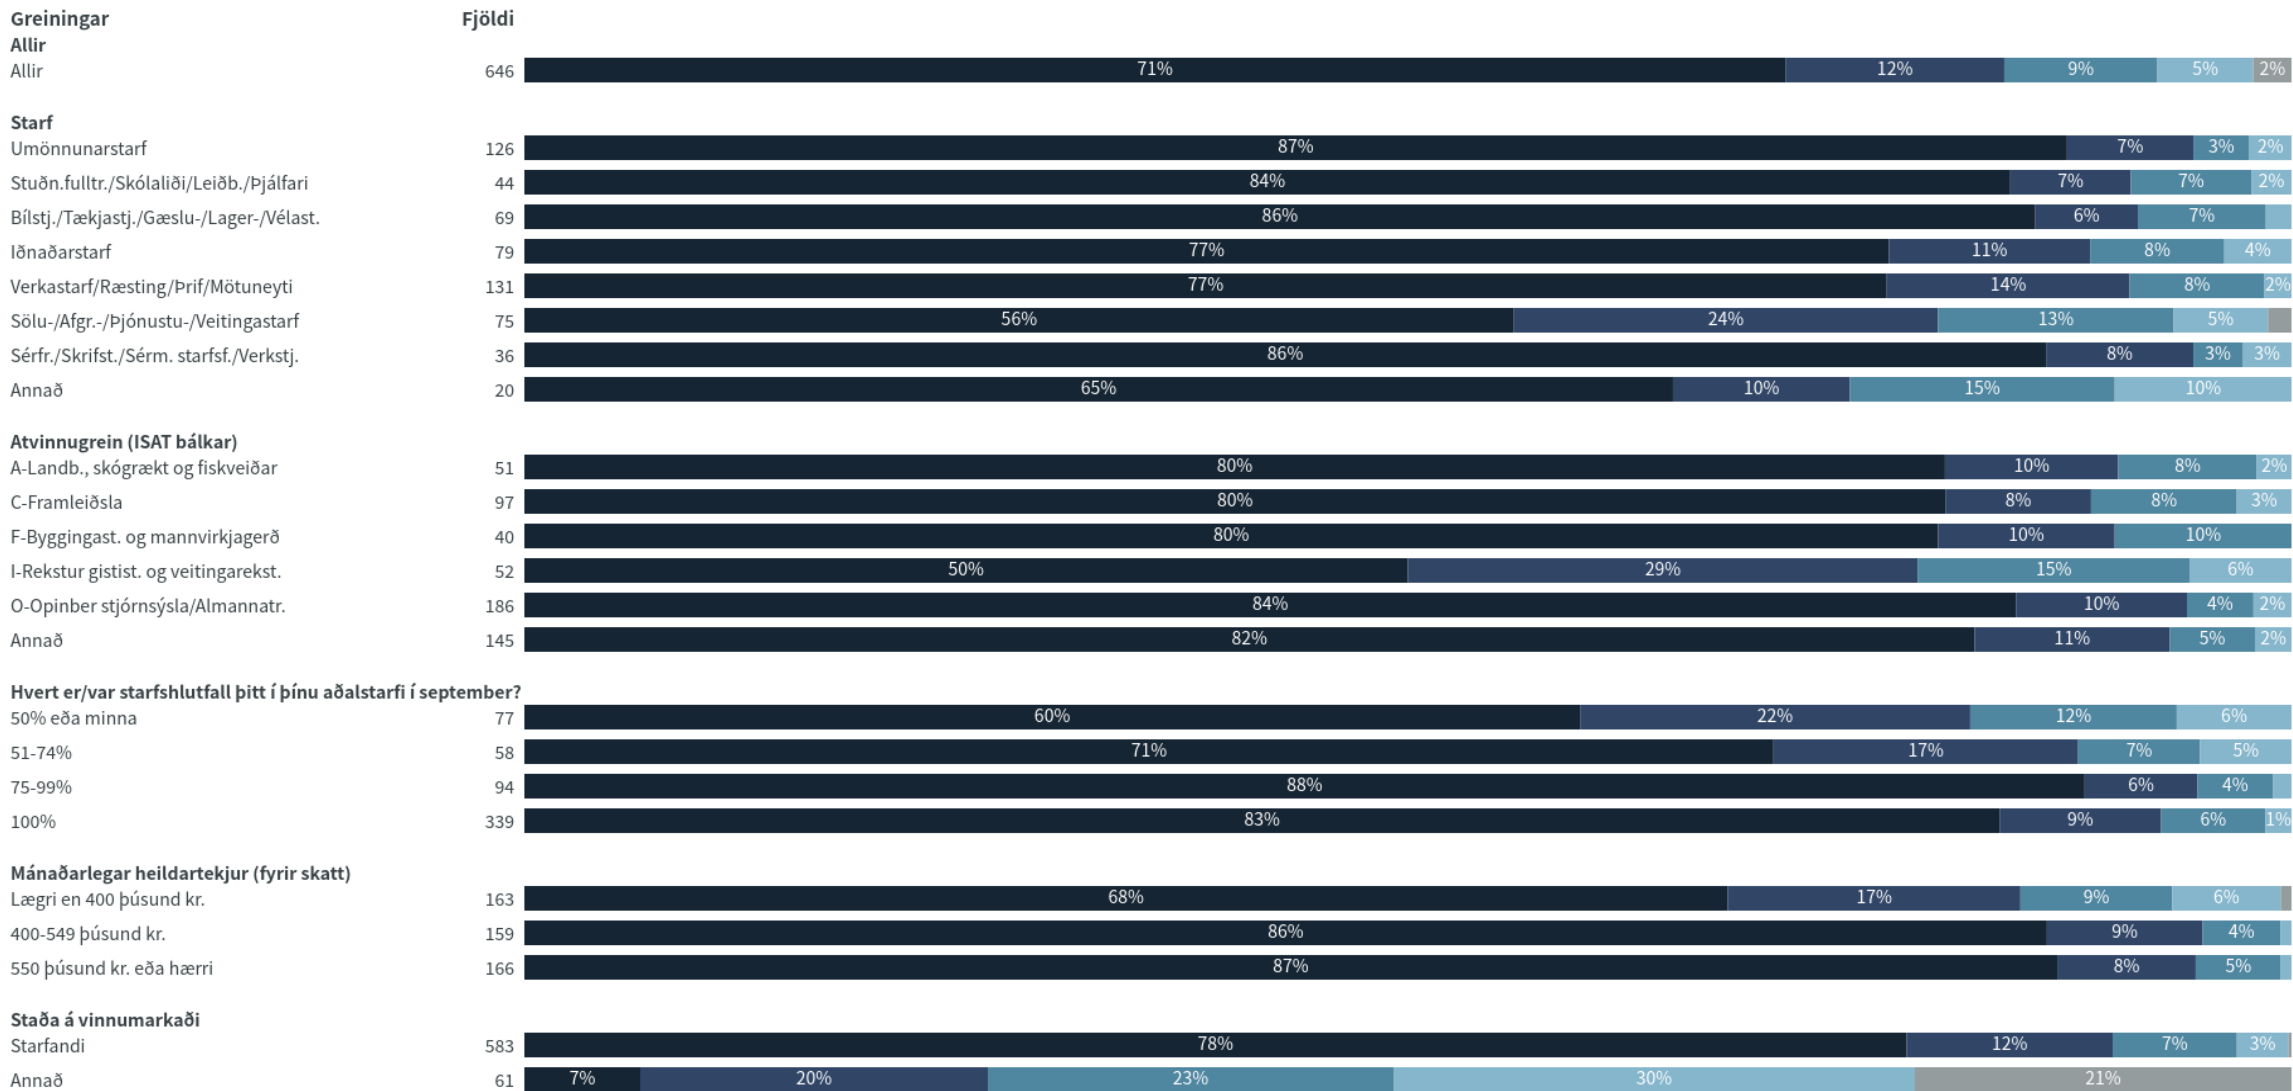 Greiningar Fjöldi
Allir
Allir 646 71% 12% 9% 5% 2%
Starf
Umönnunarstarf 126 87% 7% 3% 2%
Stuðn.fulltr./Skólaliði/Leiðb./Þjálfari 44 84% 7% 7% 2%
Bílstj./Tækjastj./Gæslu-/Lager-/Vélast. 69 86% 6% 7%
Iðnaðarstarf 79 77% 11% 8% 4%
Verkastarf/Ræsting/Þrif/Mötuneyti 131 77% 14% 8% 2%
Sölu-/Afgr.-/Þjónustu-/Veitingastarf 75 56% 24% 13% 5%
Sérfr./Skrifst./Sérm. starfsf./Verkstj. 36 86% 8% 3% 3%
Annað 20 65% 10% 15% 10%
Atvinnugrein (ISAT bálkar)
A-Landb., skógrækt og fiskveiðar 51 80% 10% 8% 2%
C-Framleiðsla 97 80% 8% 8% 3%
F-Byggingast. og mannvirkjagerð 40 80% 10% 10%
I-Rekstur gistist. og veitingarekst. 52 50% 29% 15% 6%
O-Opinber stjórnsýsla/Almannatr. 186 84% 10% 4% 2%
Annað 145 82% 11% 5% 2%
Hvert er/var starfshlutfall þitt í þínu aðalstarfi í september?
50% eða minna 77 60% 22% 12% 6%
51-74% 58 71% 17% 7% 5%
75-99% 94 88% 6% 4%
100% 339 83% 9% 6% 1%
Mánaðarlegar heildartekjur (fyrir skatt)
Lægri en 400 þúsund kr. 163 68% 17% 9% 6%
400-549 þúsund kr. 159 86% 9% 4%
550 þúsund kr. eða hærri 166 87% 8% 5%
Staða á vinnumarkaði
Starfandi 583 78% 12% 7% 3%
Annað 61 7% 20% 23% 30% 21%